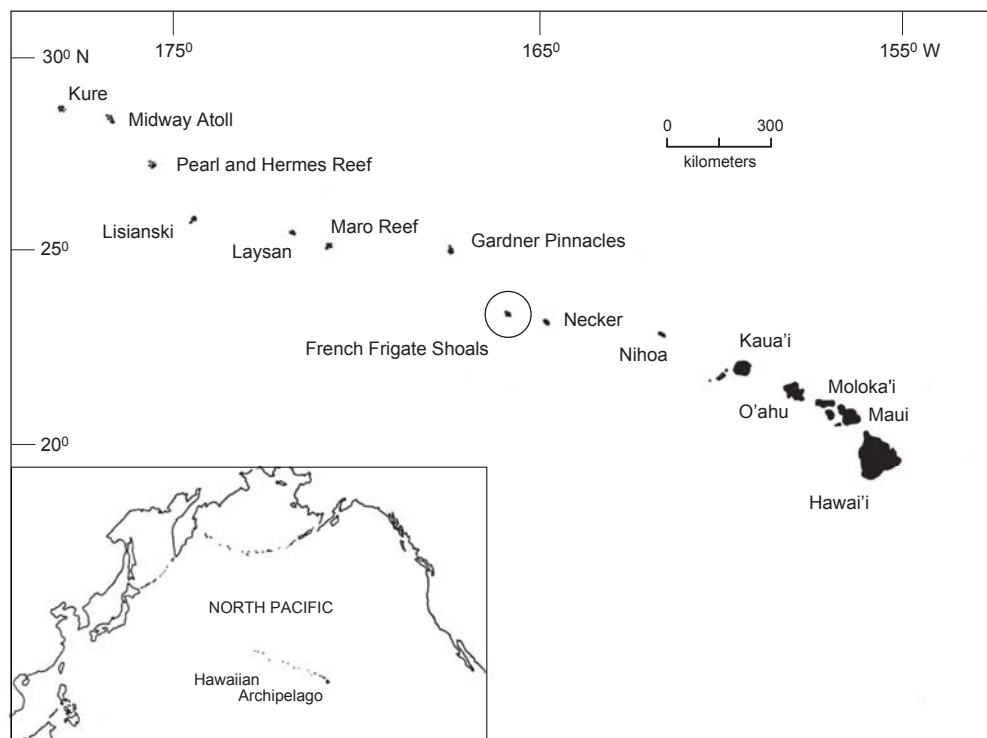 175⁰
165⁰
155⁰ W
30⁰ N
Kure
Midway Atoll
0
300
kilometers
Pearl and Hermes Reef
Lisianski
Laysan
Maro Reef
Gardner Pinnacles
25⁰
French Frigate Shoals
Necker
Nihoa
Kaua’i
O’ahu
Moloka'i
Maui
20⁰
Hawai’i
NORTH PACIFIC
Hawaiian
Archipelago